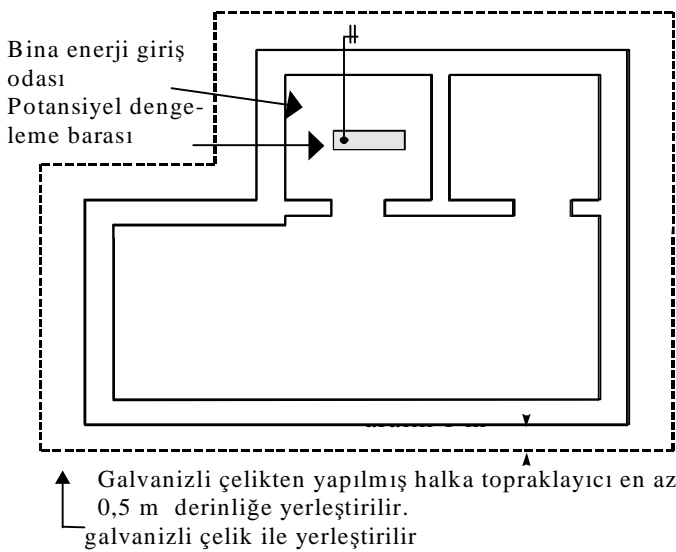 Bina enerji giriş
odası
Potansiyel denge-
leme barası
Galvanizli çelikten yapılmış halka topraklayıcı en az
0,5 m derinliğe yerleştirilir.
galvanizli çelik ile yerleştirilir